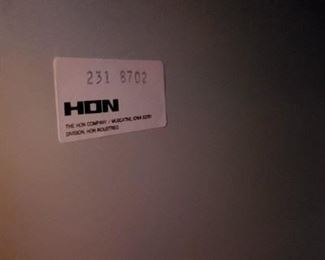 231 8702
HON
THE HON COMPANY / MUSCATINE, IOWA 52761
DIVISION, HON INDUSTRIES